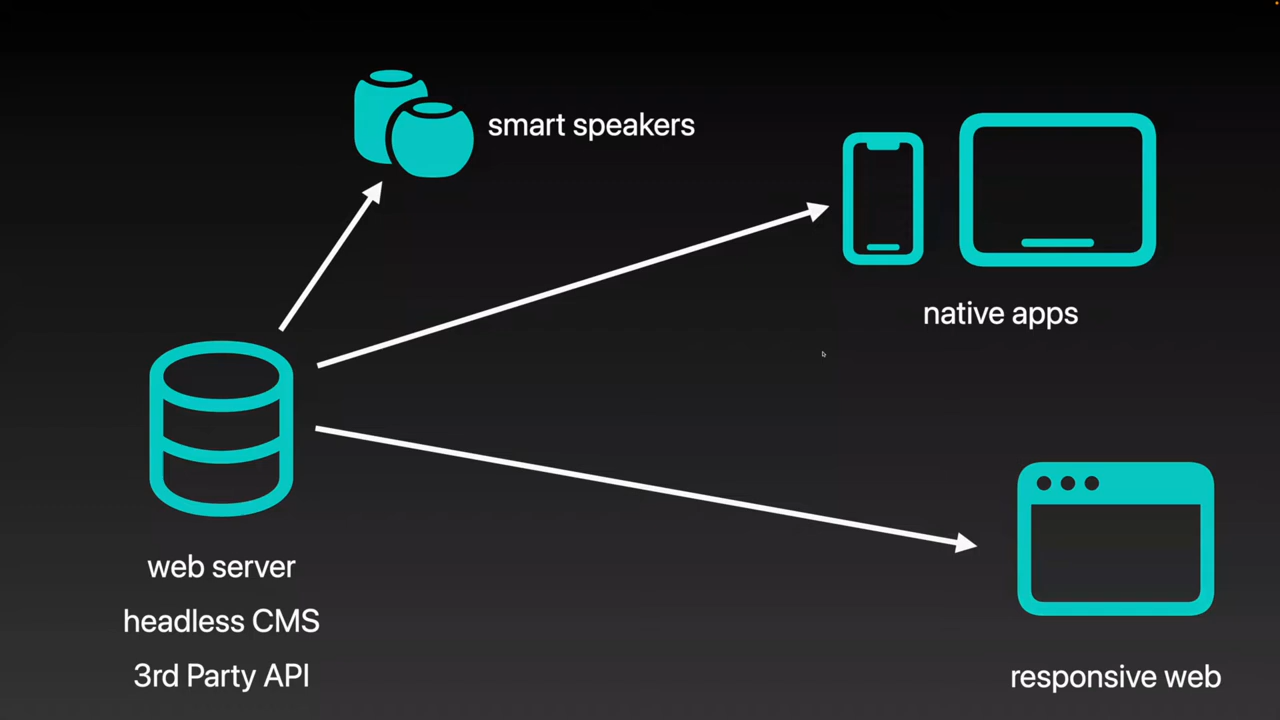 smart speakers
native apps
web server
headless CMS
3rd Party API
responsive web